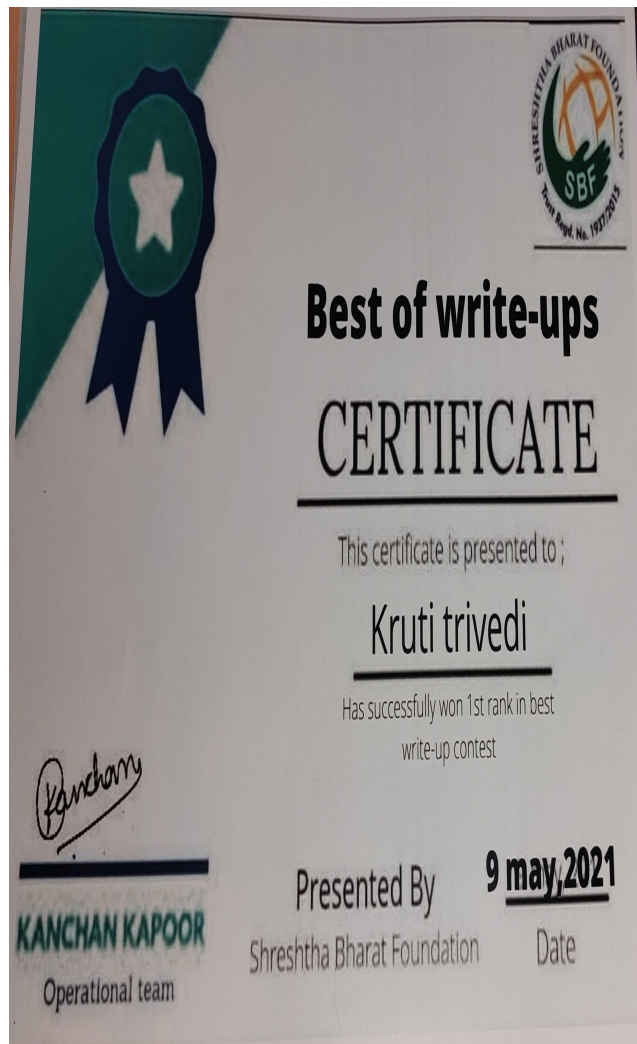 SHRESHTHA BHARAT FOUNDATION
SBF
Trust Regd. No. 1937/2015
Best of write-ups
CERTIFICATE
This certificate is presented to ;
Kruti trivedi
Has successfully won 1st rank in best
write-up contest
Kanchan
KANCHAN KAPOOR
Operational team
Presented By
Shreshtha Bharat Foundation
9 may,2021
Date